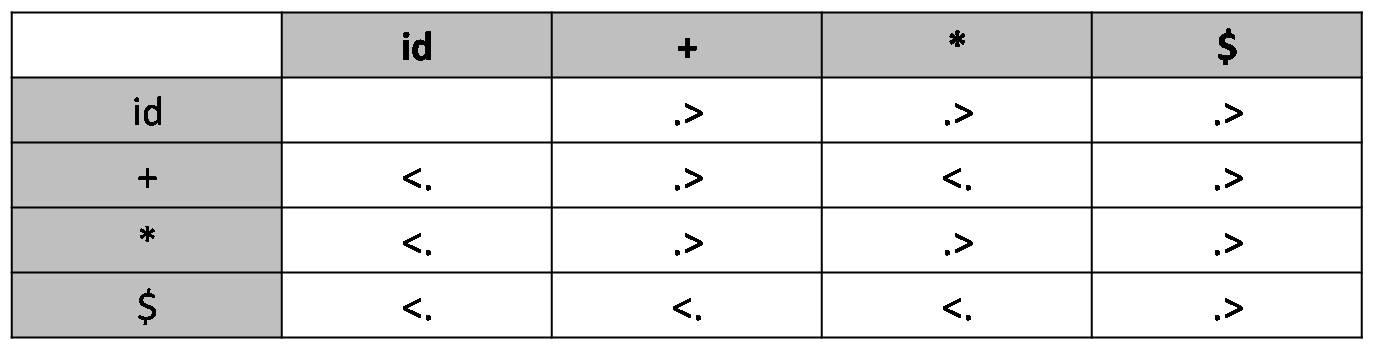 id + * $
id .> .> .>
+ <. .> <. .>
* <. .> .> .>
$ <. <. <. .>